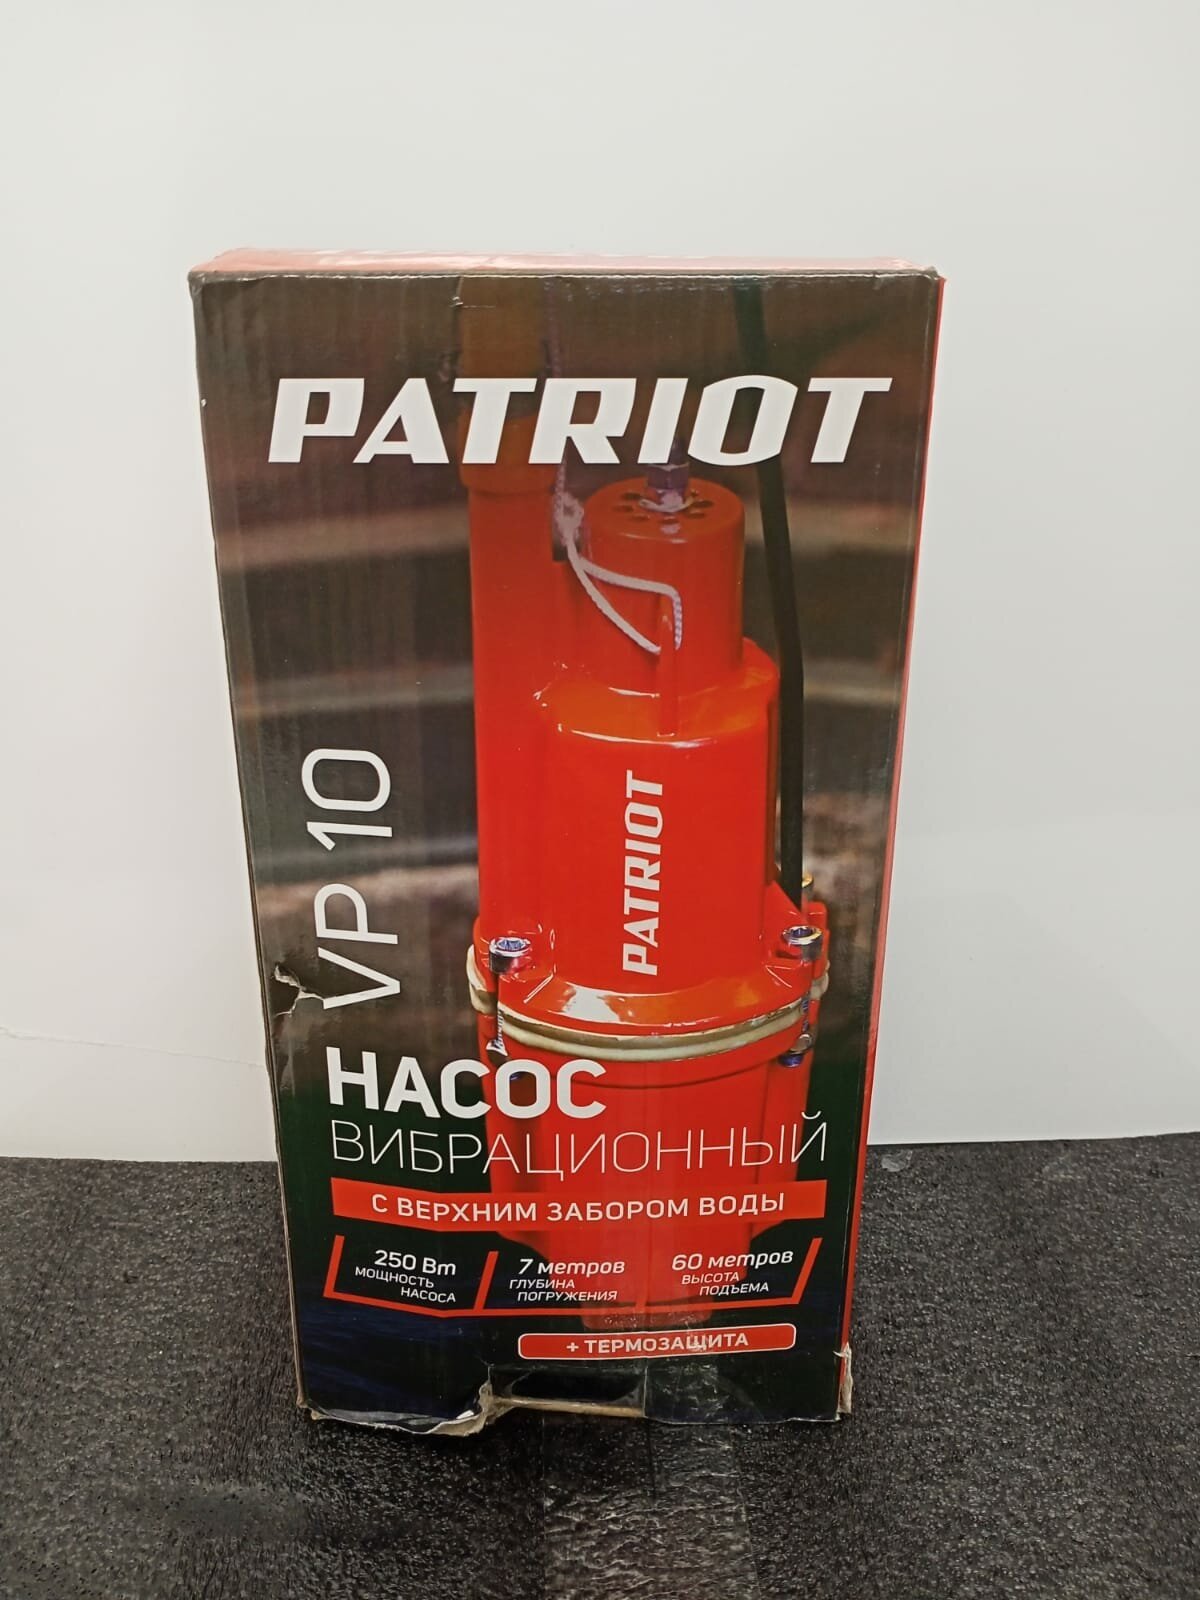 PATRIOT
PATRIOT
VP 10
НАСОС
ВИБРАЦИОННЫЙ
С ВЕРХНИМ ЗАБОРОМ ВОДЫ
250 Вт
МОЩНОСТЬ
НАСОСА
7 метров
ГЛУБИНА
ПОГРУЖЕНИЯ
60 метров
ВЫСОТА
ПОДЪЕМА
+ ТЕРМОЗАЩИТА